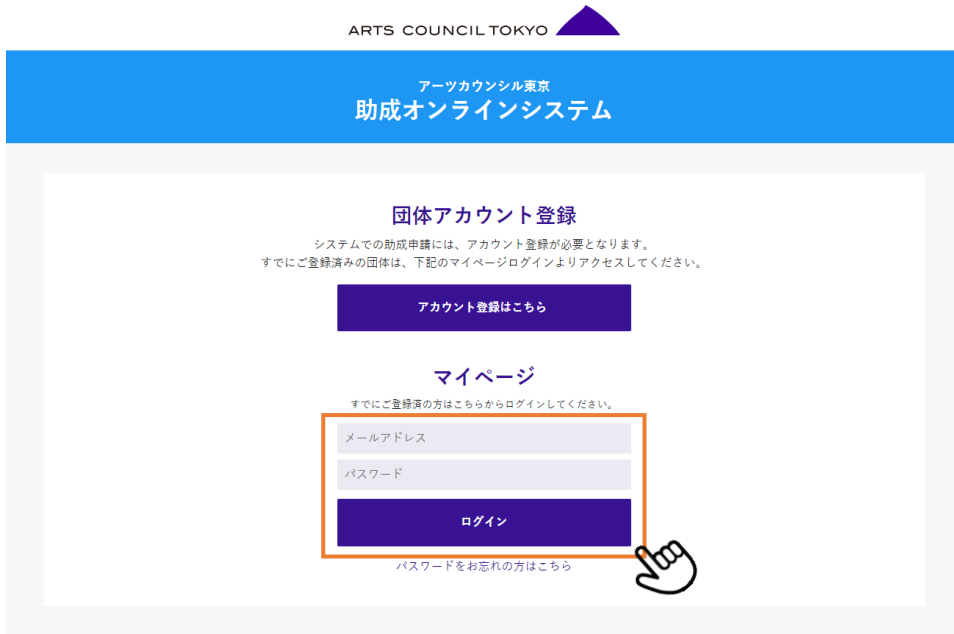 ARTS COUNCIL TOKYO
アーツカウンシル東京
助成オンラインシステム
団体アカウント登録
システムでの助成申請には、アカウント登録が必要となります。
すでにご登録済みの団体は、下記のマイページログインよりアクセスしてください。
アカウント登録はこちら
マイページ
すでにご登録済の方はこちらからログインしてください。
メールアドレス
パスワード
ログイン
パスワードをお忘れの方はこちら